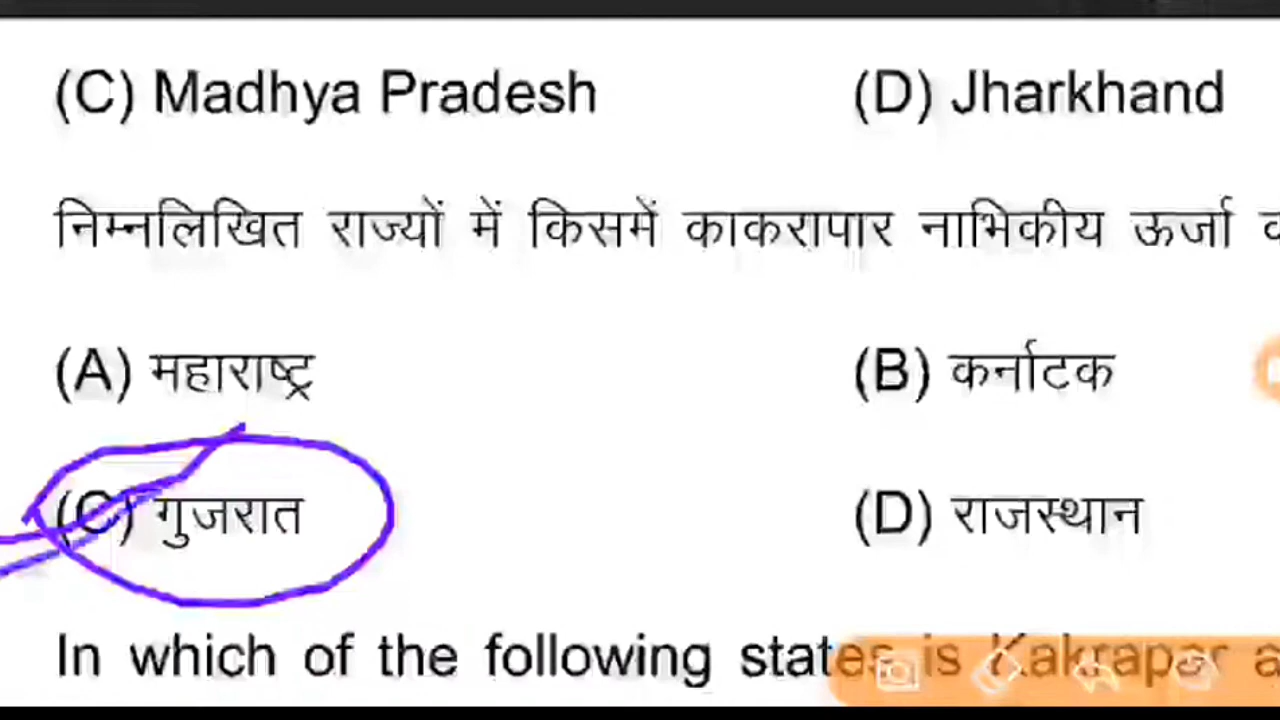 (C) Madhya Pradesh (D) Jharkhand
निम्नलिखित राज्यों में किसमें काकरापार नाभिकीय ऊर्जा
(A) महाराष्ट्र (B) कर्नाटक
(C) गुजरात (D) राजस्थान
In which of the following states is Kakrapar